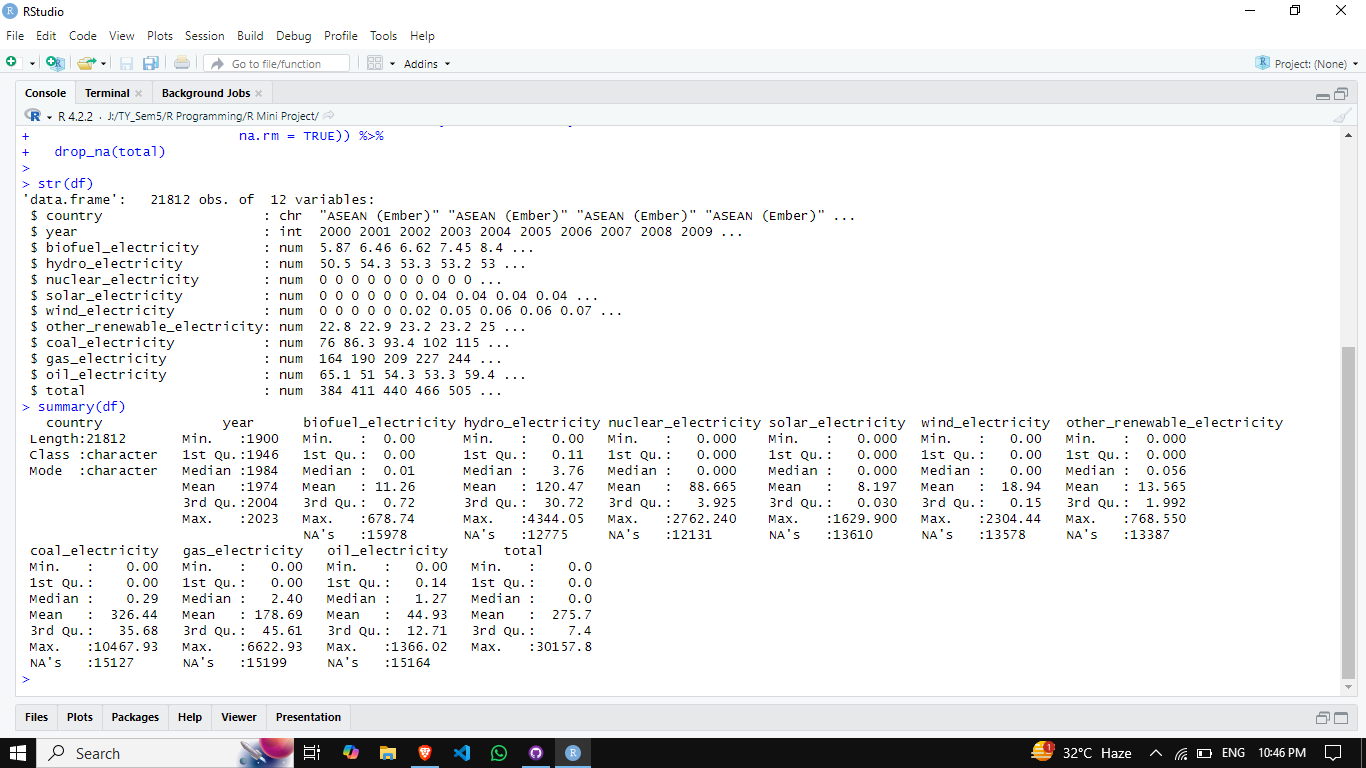 RStudio
File Edit Code View Plots Session Build Debug Profile Tools Help
Go to file/function Addins Project: (None)
Console Terminal Background Jobs
R 4.2.2 · J:/TY_Sem5/R Programming/R Mini Project/
+                          na.rm = TRUE)) %>%
+   drop_na(total)
>
> str(df)
'data.frame':   21812 obs. of  12 variables:
 $ country                    : chr  "ASEAN (Ember)" "ASEAN (Ember)" "ASEAN (Ember)" "ASEAN (Ember)" ...
 $ year                       : int  2000 2001 2002 2003 2004 2005 2006 2007 2008 2009 ...
 $ biofuel_electricity        : num  5.87 6.46 6.62 7.45 8.4 ...
 $ hydro_electricity          : num  50.5 54.3 53.3 53.2 53 ...
 $ nuclear_electricity        : num  0 0 0 0 0 0 0 0 0 0 ...
 $ solar_electricity          : num  0 0 0 0 0 0 0.04 0.04 0.04 0.04 ...
 $ wind_electricity           : num  0 0 0 0 0 0.02 0.05 0.06 0.06 0.07 ...
 $ other_renewable_electricity: num  22.8 22.9 23.2 23.2 25 ...
 $ coal_electricity           : num  76 86.3 93.4 102 115 ...
 $ gas_electricity            : num  164 190 209 227 244 ...
 $ oil_electricity            : num  65.1 51 54.3 53.3 59.4 ...
 $ total                      : num  384 411 440 466 505 ...
> summary(df)
   country               year      biofuel_electricity hydro_electricity nuclear_electricity solar_electricity  wind_electricity  other_renewable_electricity
 Length:21812       Min.   :1900   Min.   :  0.00      Min.   :   0.00   Min.   :   0.000    Min.   :   0.000   Min.   :   0.00   Min.   :  0.000
 Class :character   1st Qu.:1946   1st Qu.:  0.00      1st Qu.:   0.11   1st Qu.:   0.000    1st Qu.:   0.000   1st Qu.:   0.00   1st Qu.:  0.000
 Mode  :character   Median :1984   Median :  0.01      Median :   3.76   Median :   0.000    Median :   0.000   Median :   0.00   Median :  0.056
                    Mean   :1974   Mean   : 11.26      Mean   : 120.47   Mean   :  88.665    Mean   :   8.197   Mean   :  18.94   Mean   : 13.565
                    3rd Qu.:2004   3rd Qu.:  0.72      3rd Qu.:  30.72   3rd Qu.:   3.925    3rd Qu.:   0.030   3rd Qu.:   0.15   3rd Qu.:  1.992
                    Max.   :2023   Max.   :678.74      Max.   :4344.05   Max.   :2762.240    Max.   :1629.900   Max.   :2304.44   Max.   :768.550
                                   NA's   :15978       NA's   :12775     NA's   :12131       NA's   :13610      NA's   :13578     NA's   :13387
 coal_electricity   gas_electricity   oil_electricity       total
 Min.   :    0.00   Min.   :   0.00   Min.   :   0.00   Min.   :    0.0
 1st Qu.:    0.00   1st Qu.:   0.00   1st Qu.:   0.14   1st Qu.:    0.0
 Median :    0.29   Median :   2.40   Median :   1.27   Median :    0.0
 Mean   :  326.44   Mean   : 178.69   Mean   :  44.93   Mean   :  275.7
 3rd Qu.:   35.68   3rd Qu.:  45.61   3rd Qu.:  12.71   3rd Qu.:    7.4
 Max.   :10467.93   Max.   :6622.93   Max.   :1366.02   Max.   :30157.8
 NA's   :15127      NA's   :15199     NA's   :15164
>
Files Plots Packages Help Viewer Presentation
Search 1 32°C Haze ENG 10:46 PM